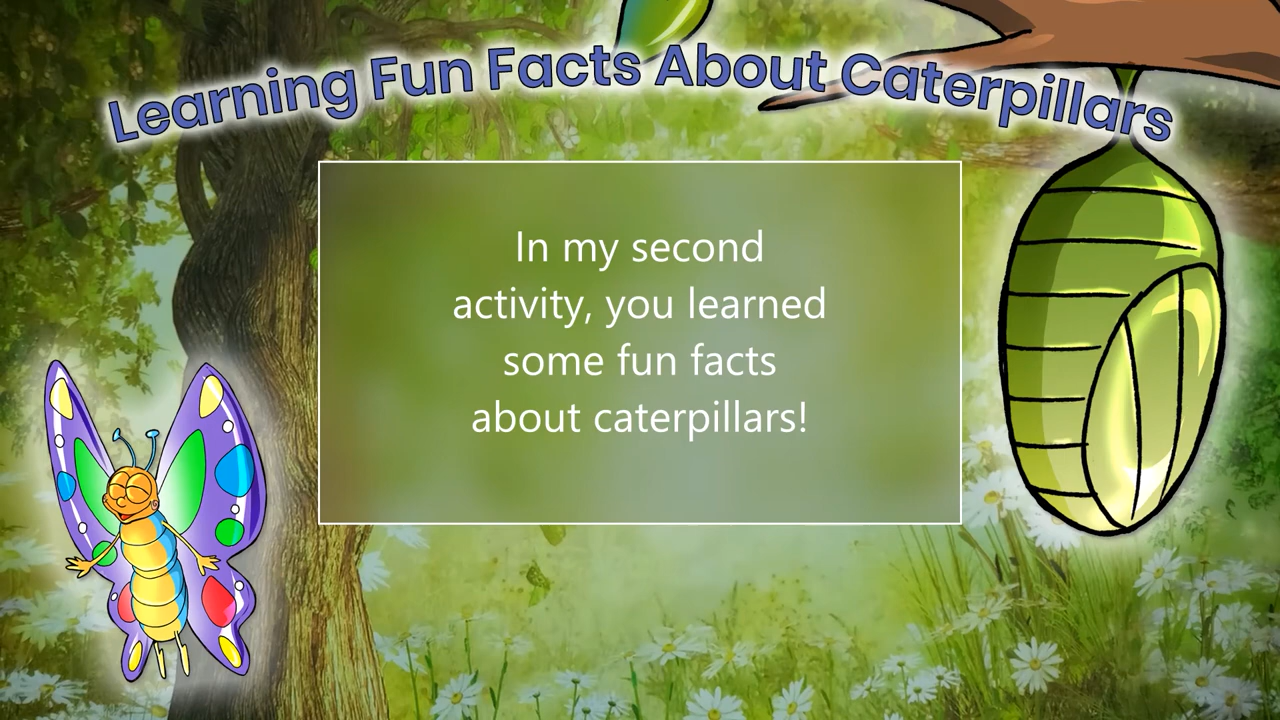 Learning Fun Facts About Caterpillars
In my second
activity, you learned
some fun facts
about caterpillars!